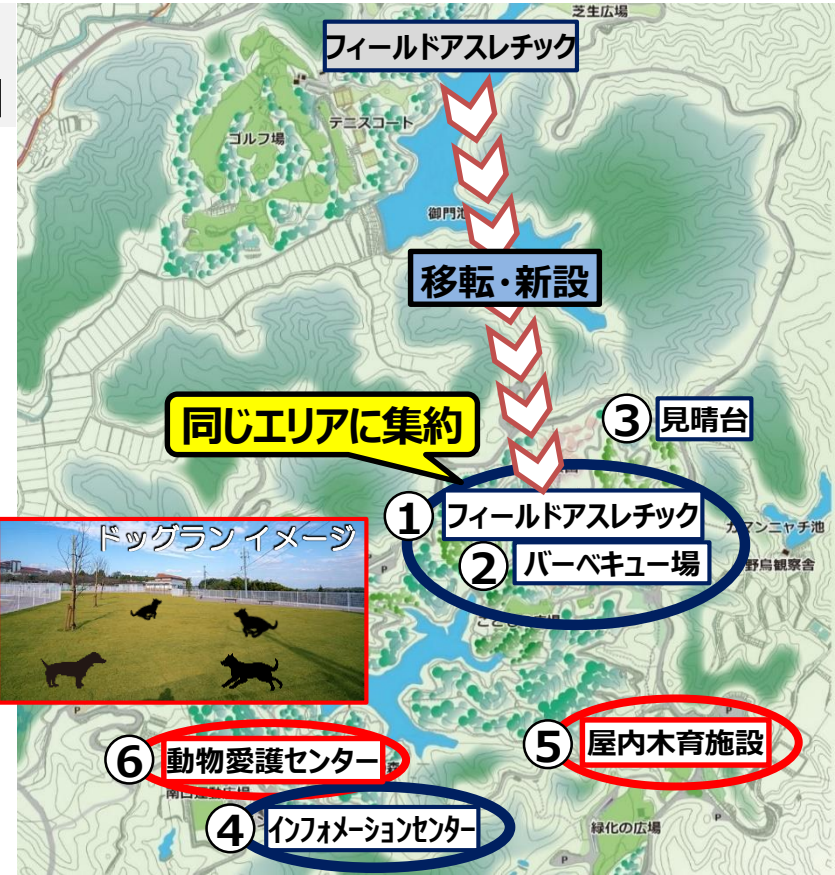 芝生広場
フィールドアスレチック
テニスコート
ゴルフ場
御門池
移転・新設
同じエリアに集約
③ 見晴台
① フィールドアスレチック
② バーベキュー場
ガマンニャチ池
野鳥観察舎
ドッグラン イメージ
P
P
P
⑤ 屋内木育施設
⑥ 動物愛護センター
森
④ インフォメーションセンター
緑化の広場
P